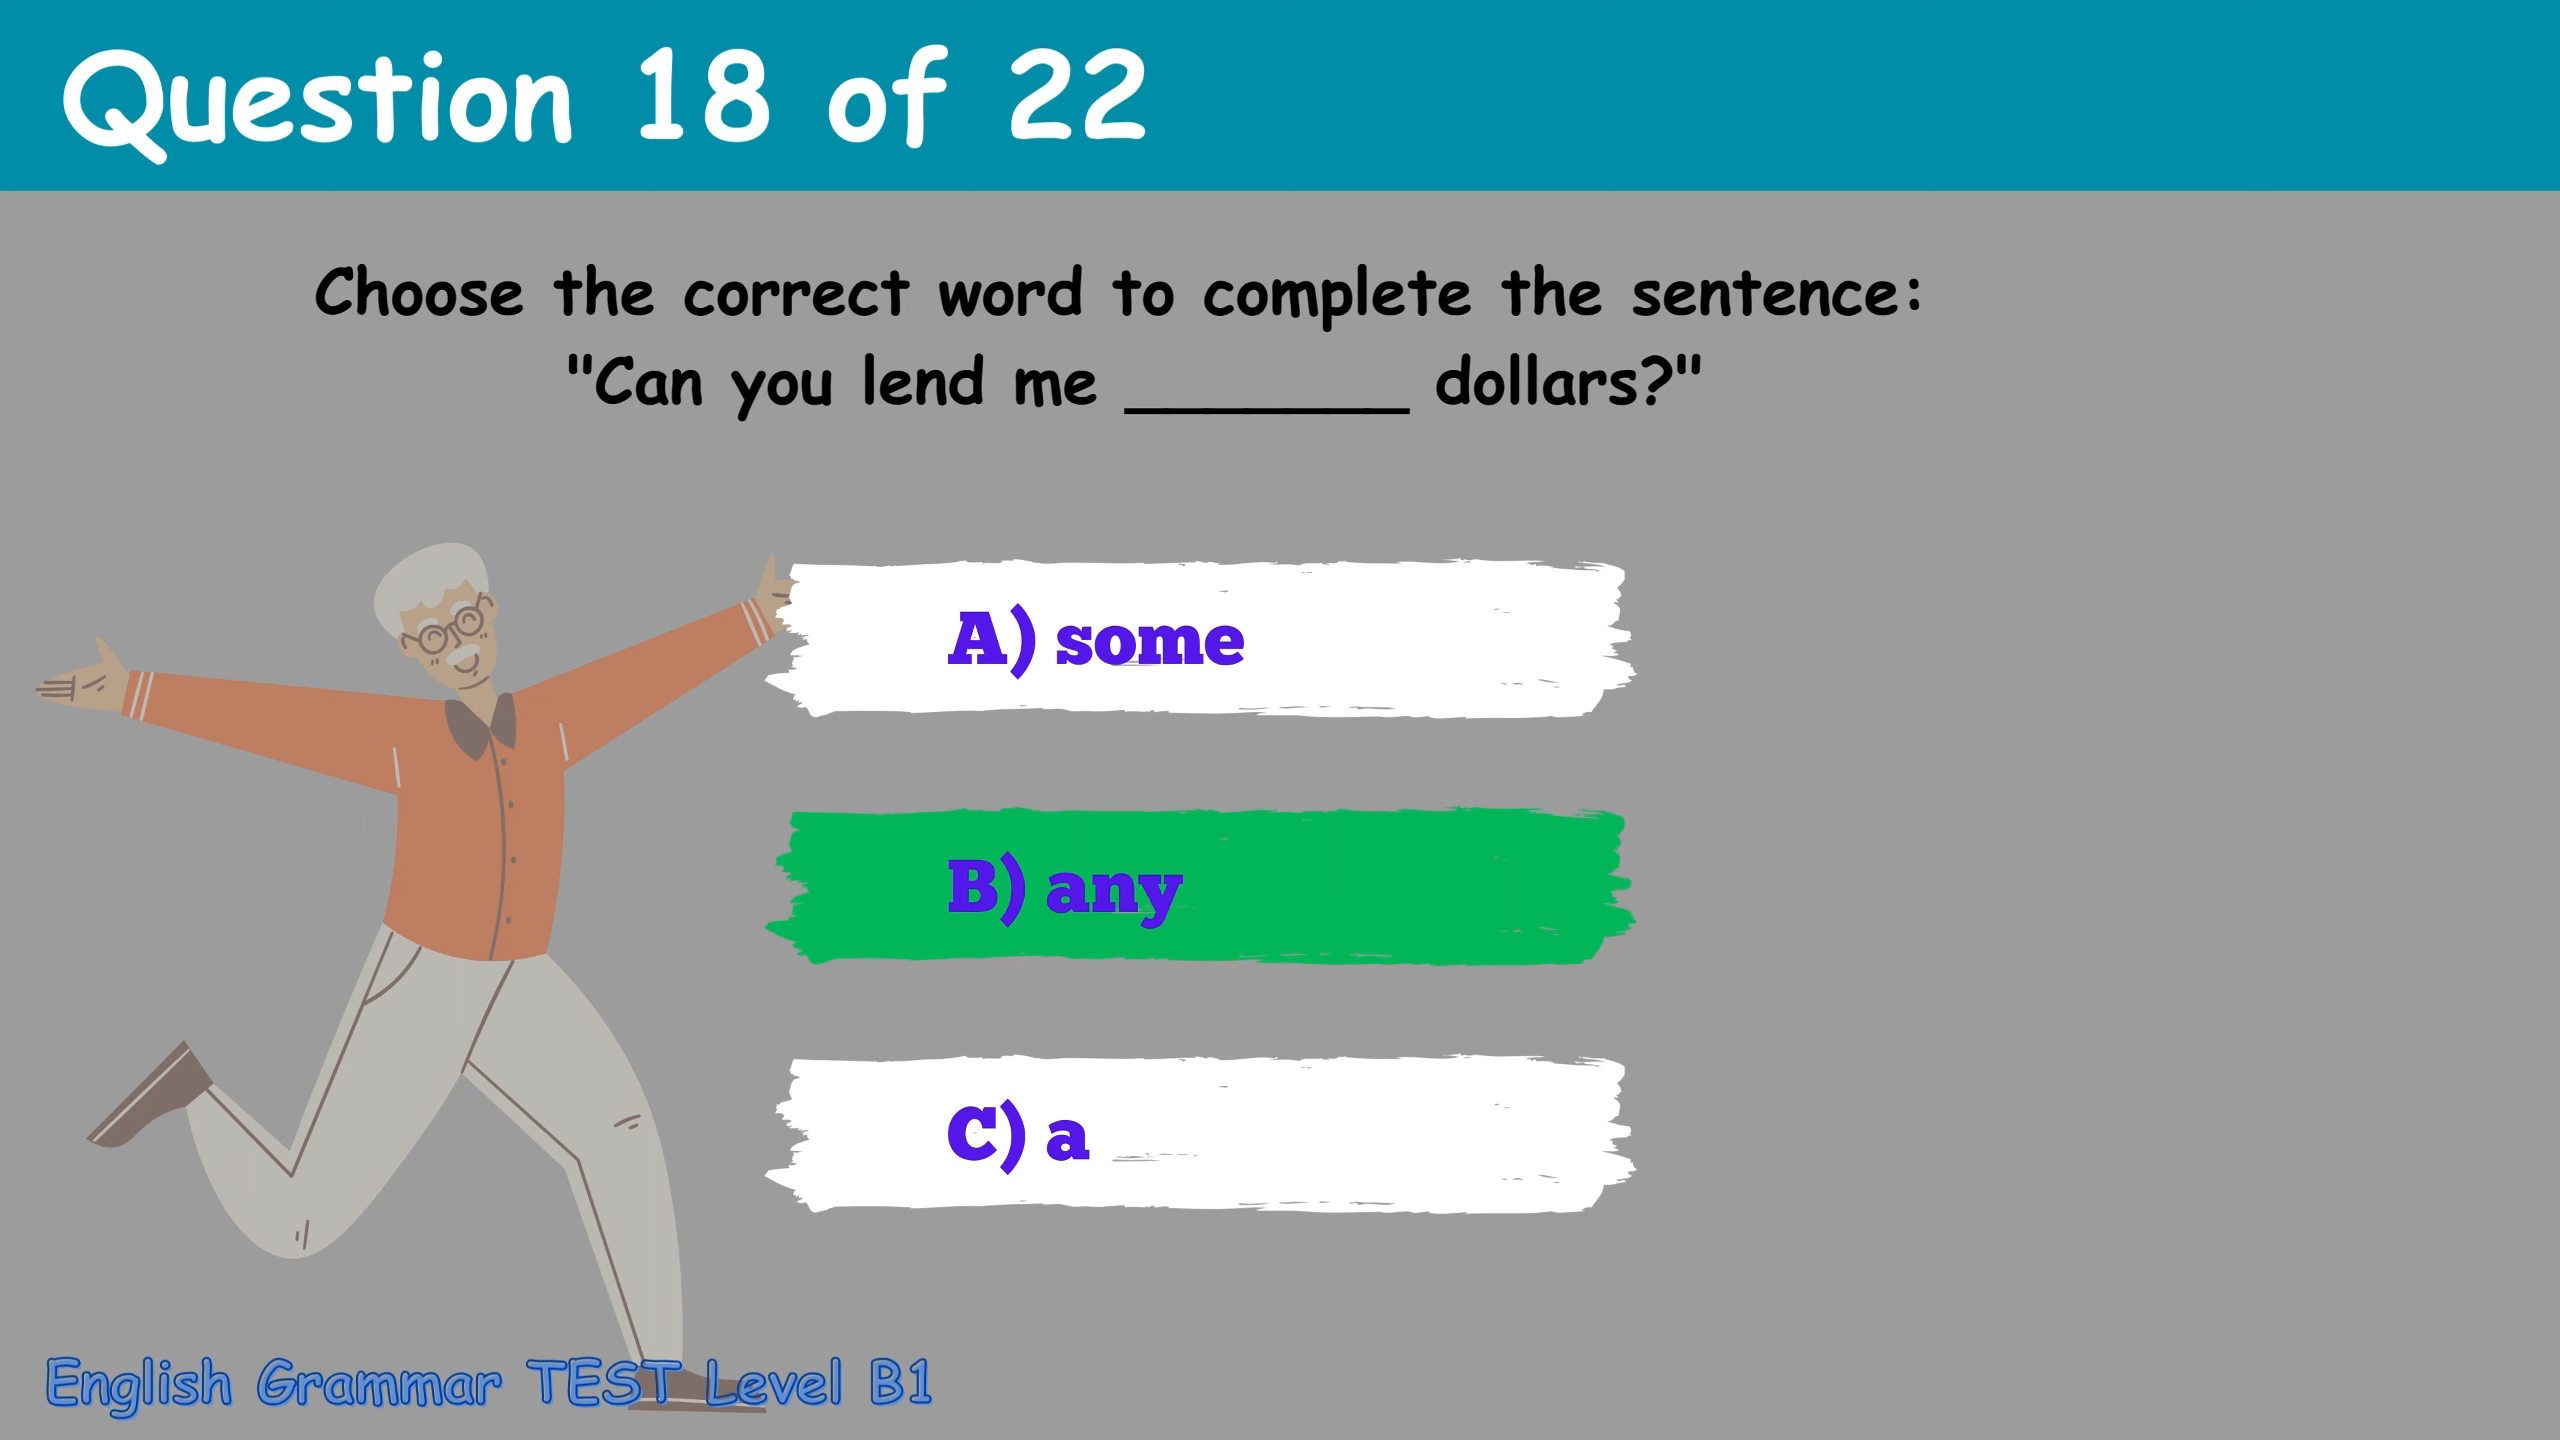 Question 18 of 22
Choose the correct word to complete the sentence:
"Can you lend me _______ dollars?"
A) some
B) any
C) a
English Grammar TEST Level B1